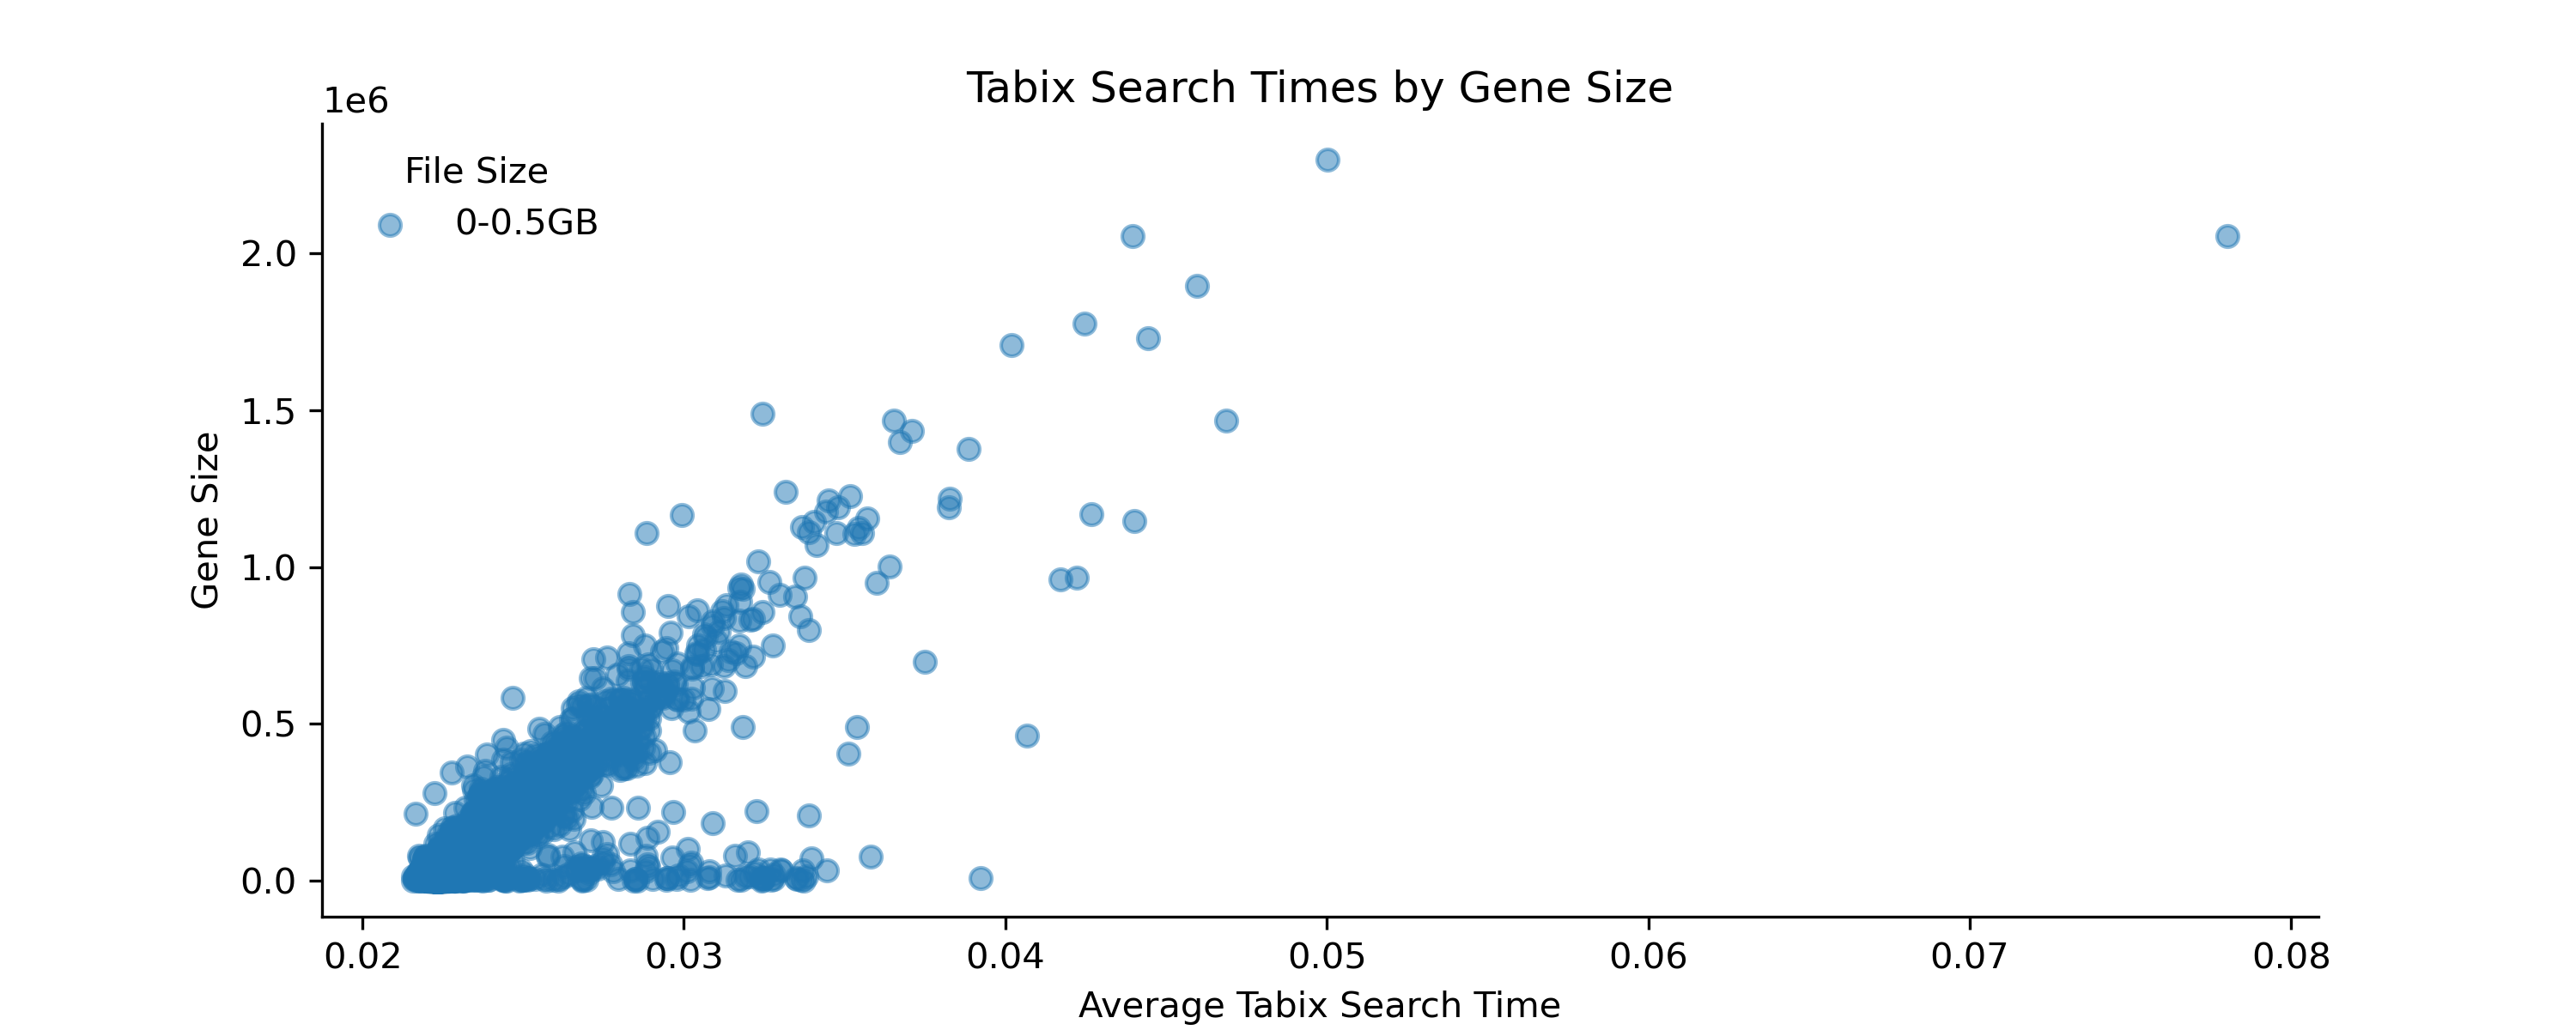 Tabix Search Times by Gene Size
1e6
File Size
0-0.5GB
2.0
1.5
1.0
0.5
0.0
Gene Size
0.02 0.03 0.04 0.05 0.06 0.07 0.08
Average Tabix Search Time